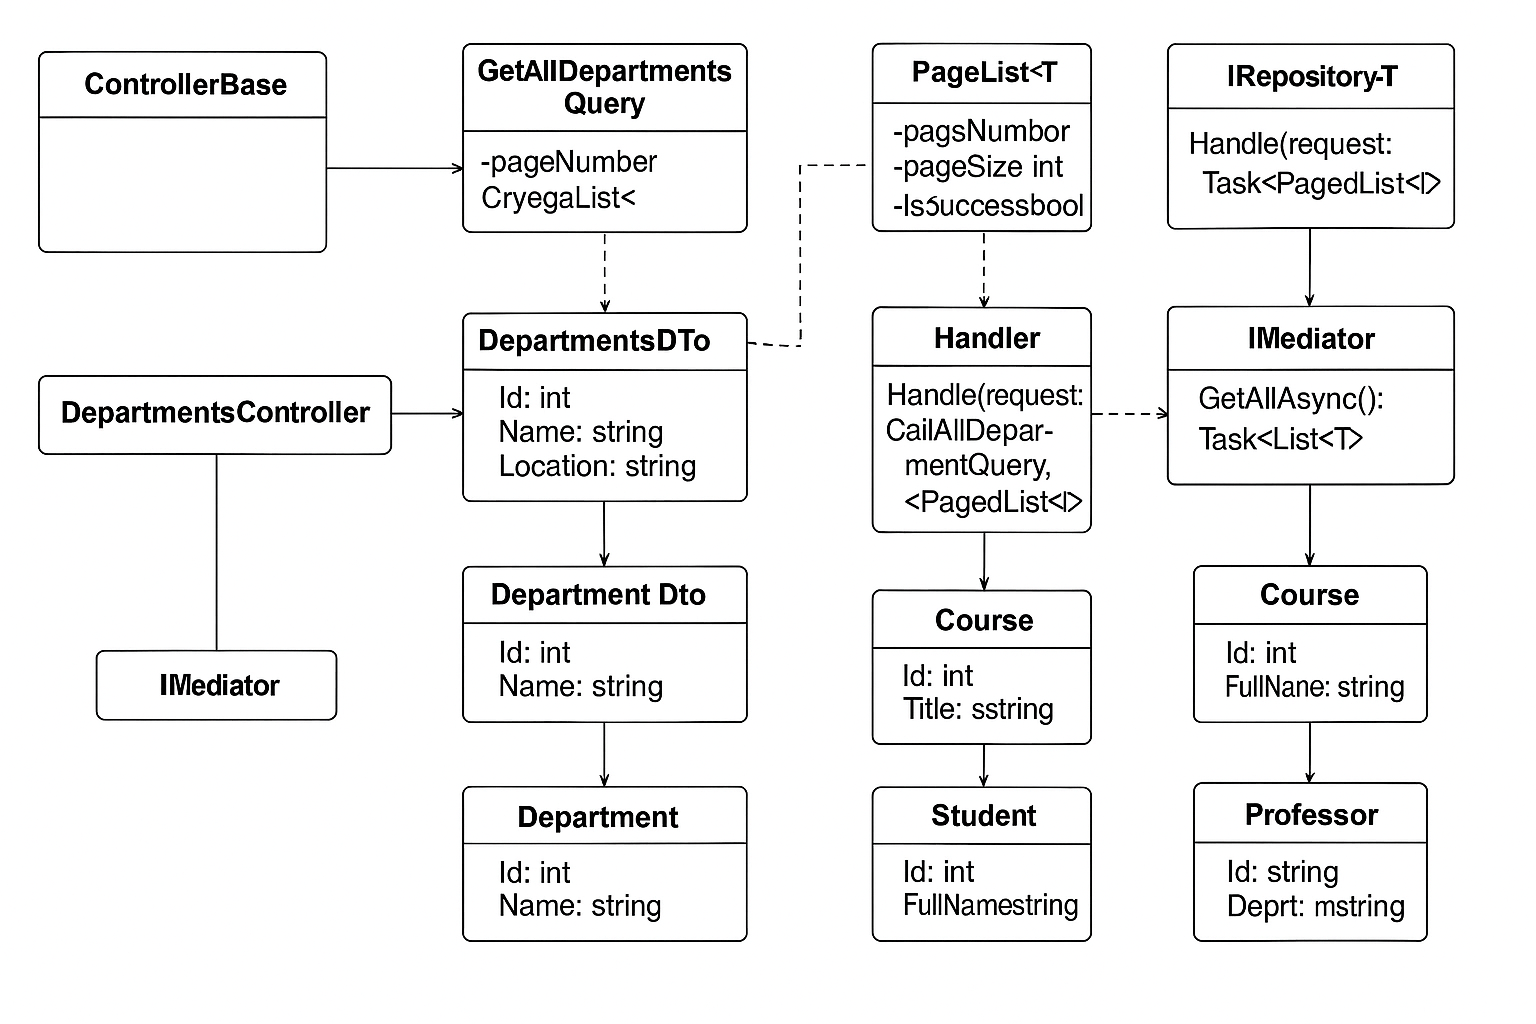 ControllerBase
GetAllDepartments
Query
-pageNumber
CryegaList<
PageList<T
-pagsNumbor
-pageSize int
-IsSuccessbool
IRepository-T
Handle(request:
Task<PagedList<I>
DepartmentsController
DepartmentsDTo
Id: int
Name: string
Location: string
Handler
Handle(request:
CailAllDepar-
mentQuery,
<PagedList<I>
IMediator
GetAllAsync():
Task<List<T>
IMediator
Department Dto
Id: int
Name: string
Course
Id: int
Title: sstring
Course
Id: int
FullNane: string
Department
Id: int
Name: string
Student
Id: int
FullNamestring
Professor
Id: string
Deprt: mstring